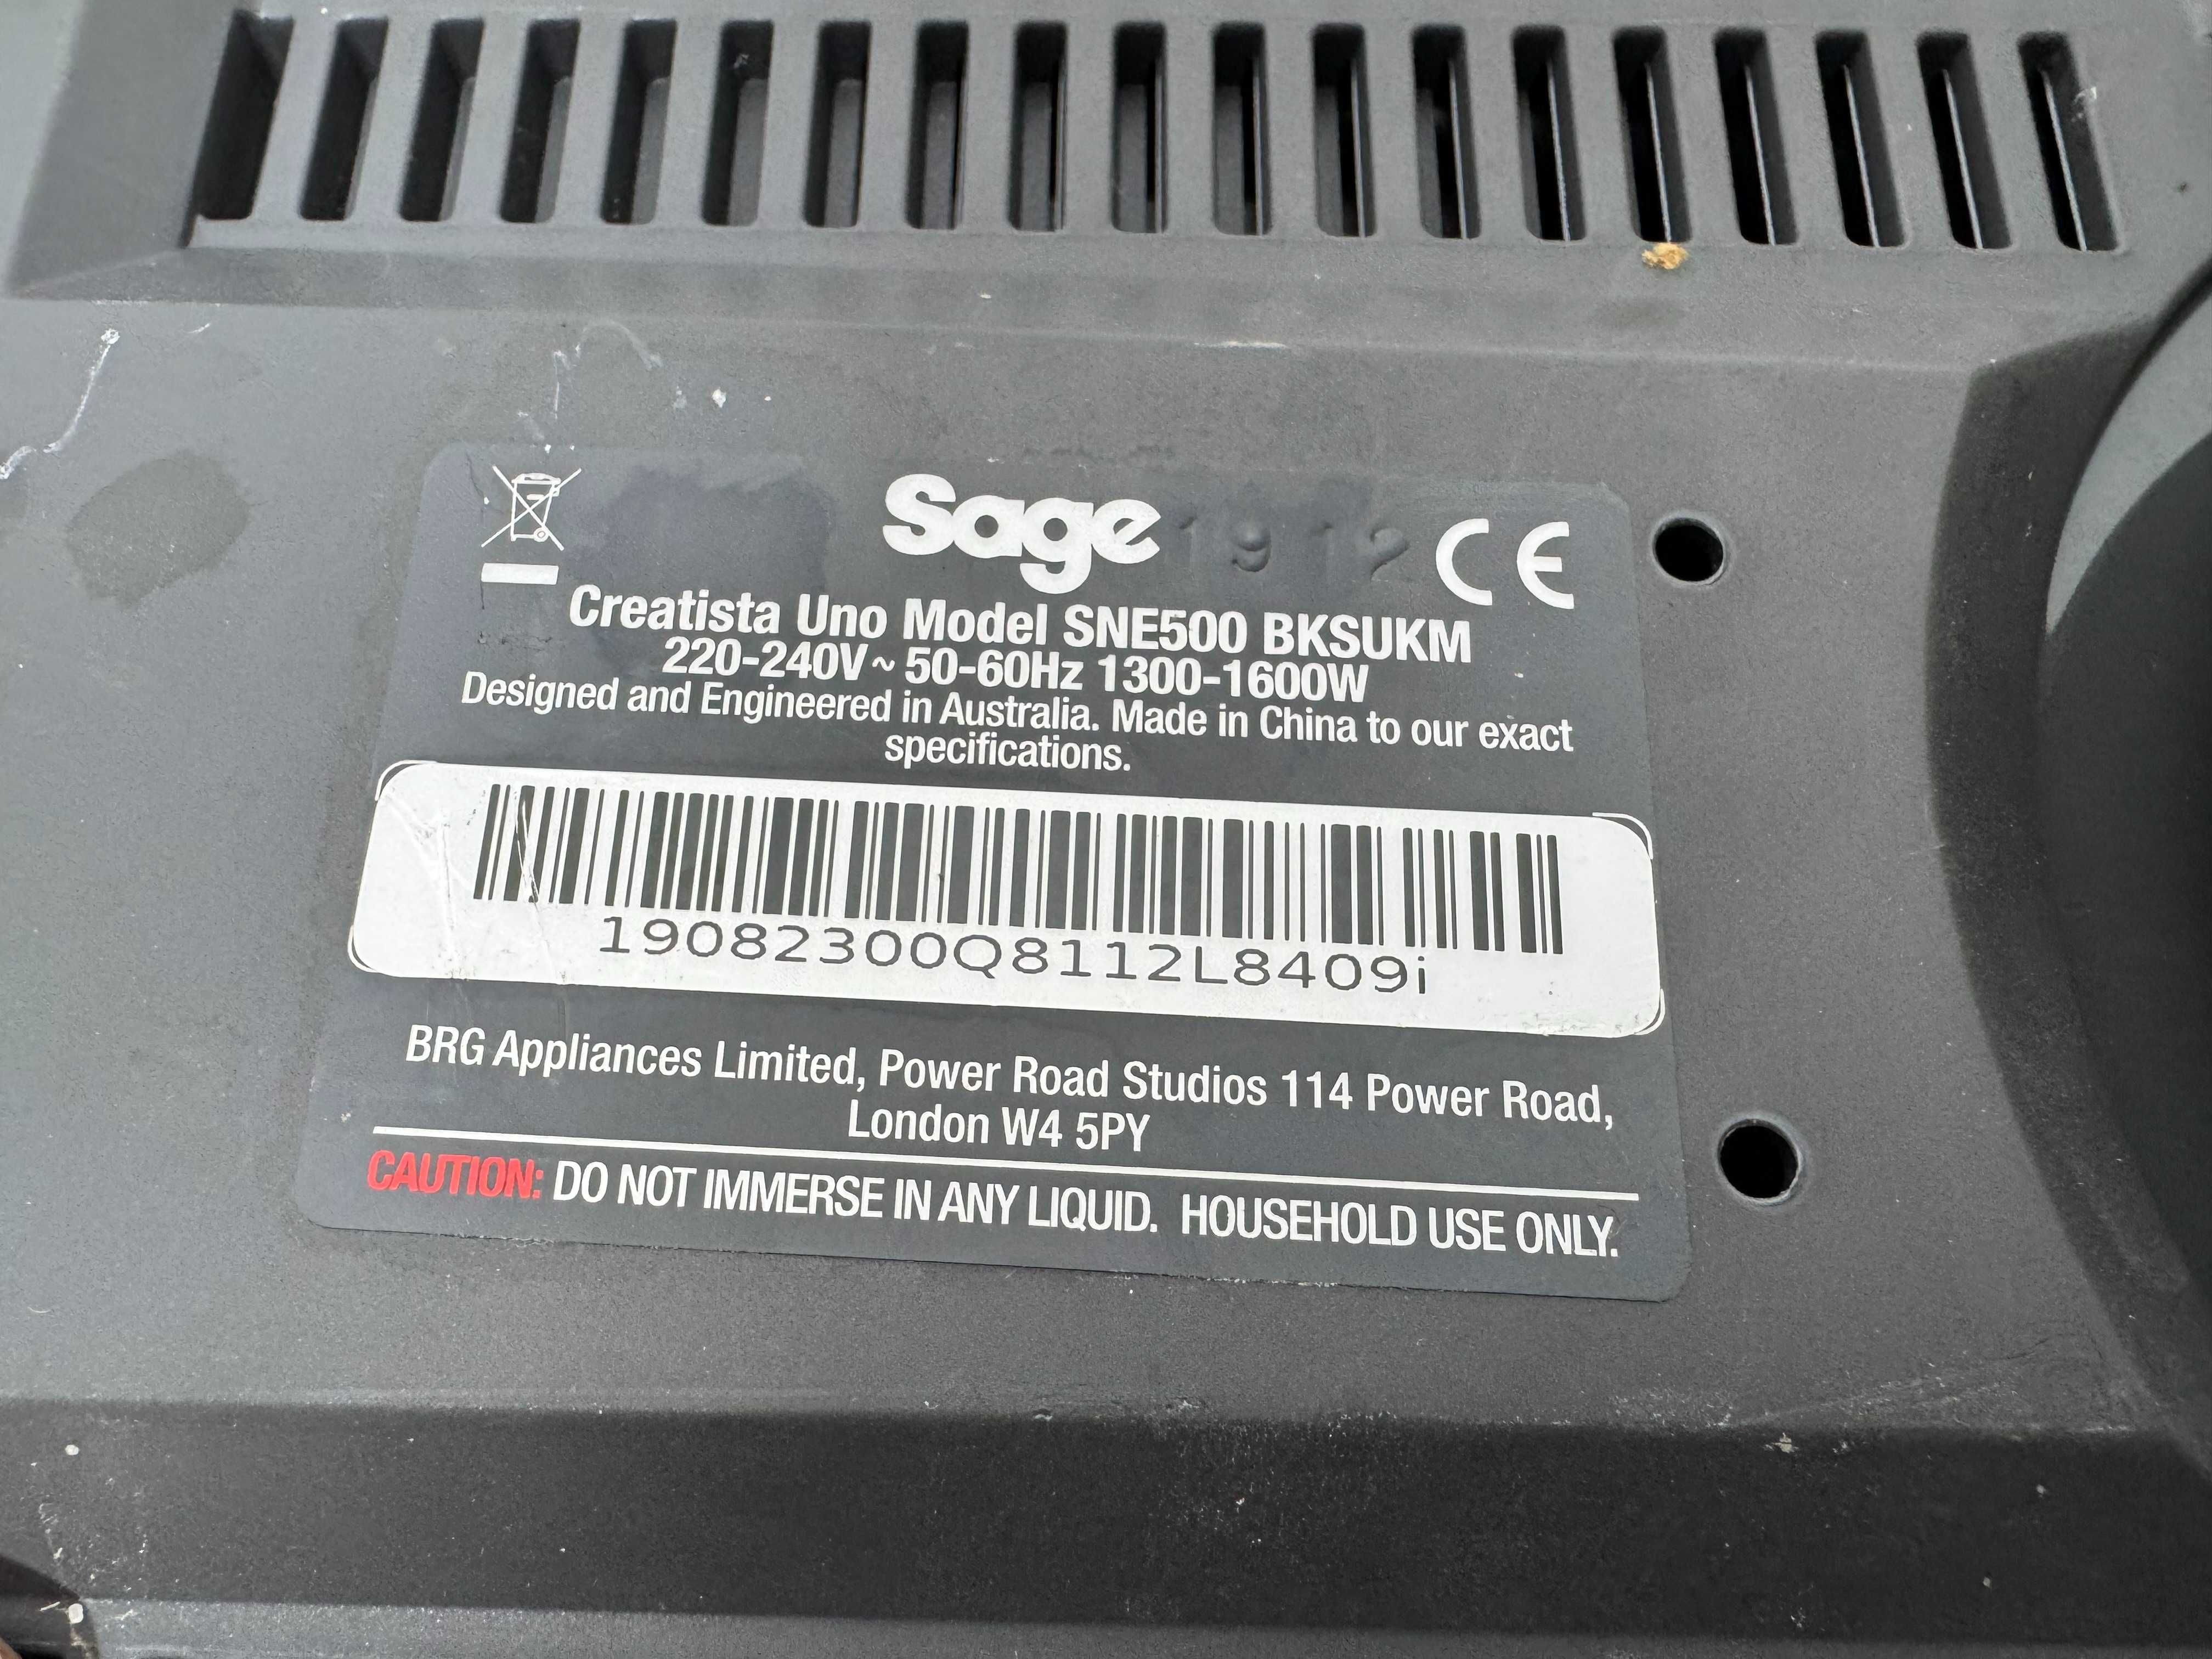 Sage 1912 CE
Creatista Uno Model SNE500 BKSUKM
220-240V~ 50-60Hz 1300-1600W
Designed and Engineered in Australia. Made in China to our exact
specifications.
19082300Q8112L8409i
BRG Appliances Limited, Power Road Studios 114 Power Road,
London W4 5PY
CAUTION: DO NOT IMMERSE IN ANY LIQUID. HOUSEHOLD USE ONLY.